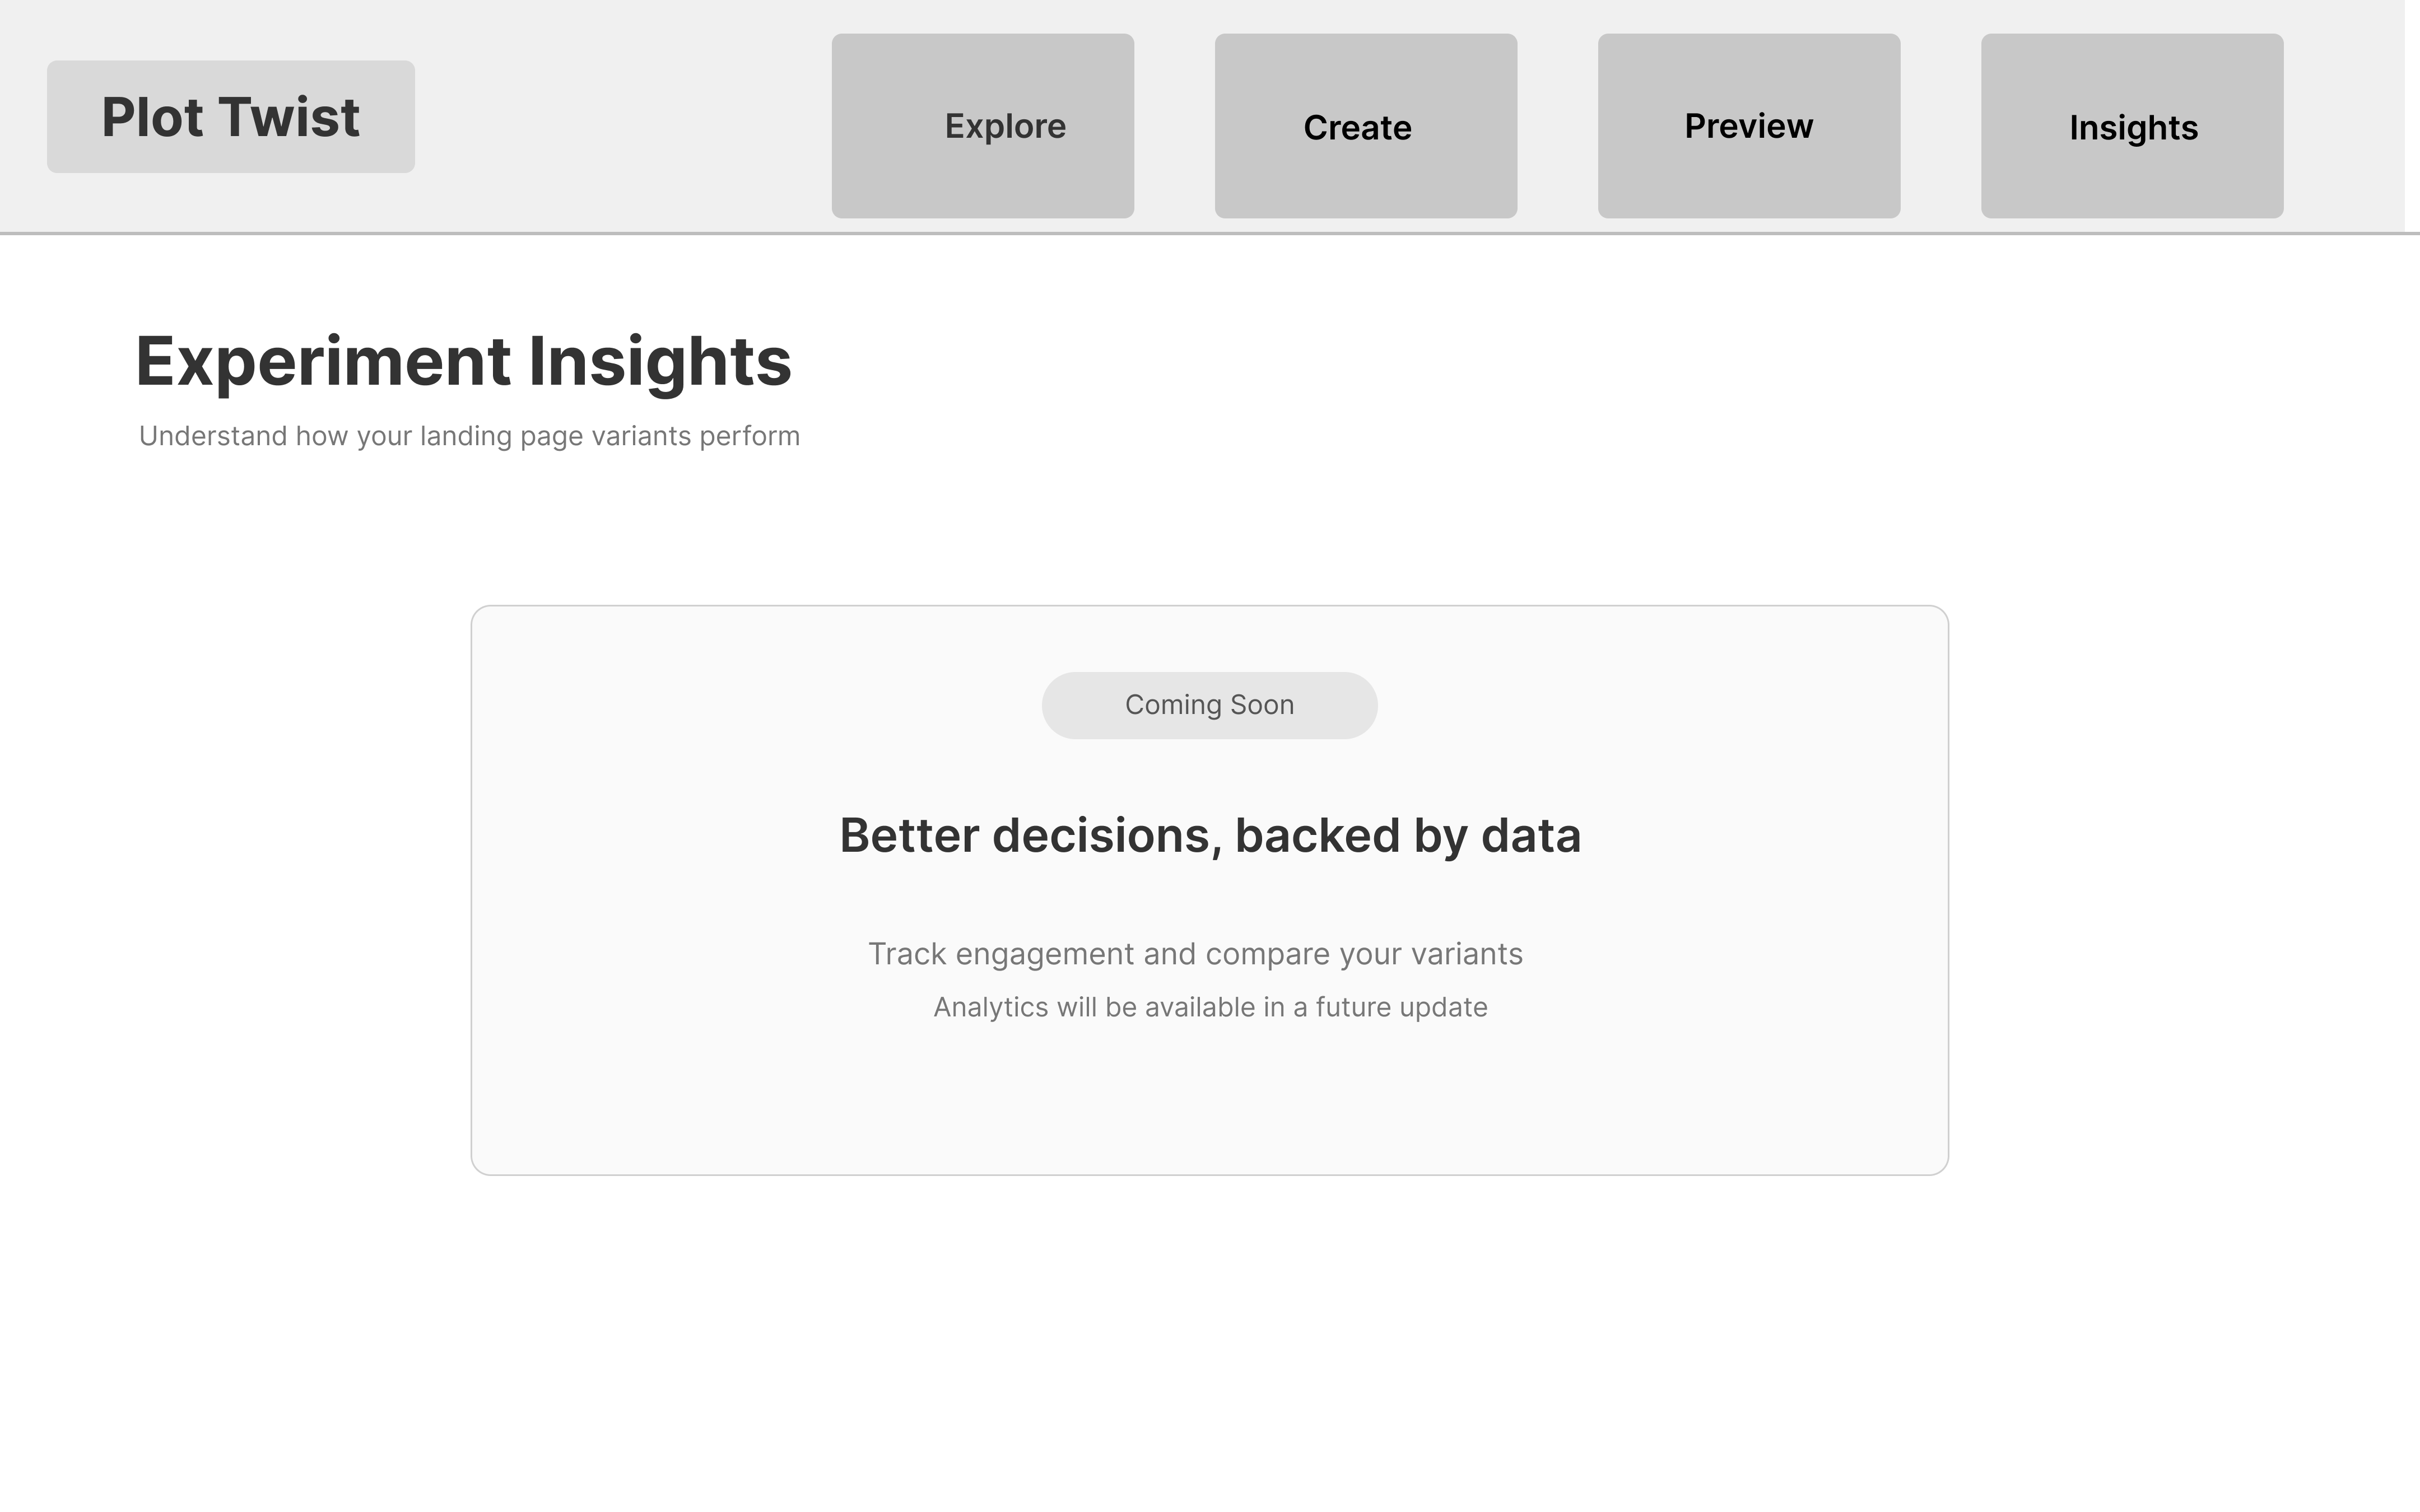 Plot Twist
Explore
Create
Preview
Insights
Experiment Insights
Understand how your landing page variants perform
Coming Soon
Better decisions, backed by data
Track engagement and compare your variants
Analytics will be available in a future update